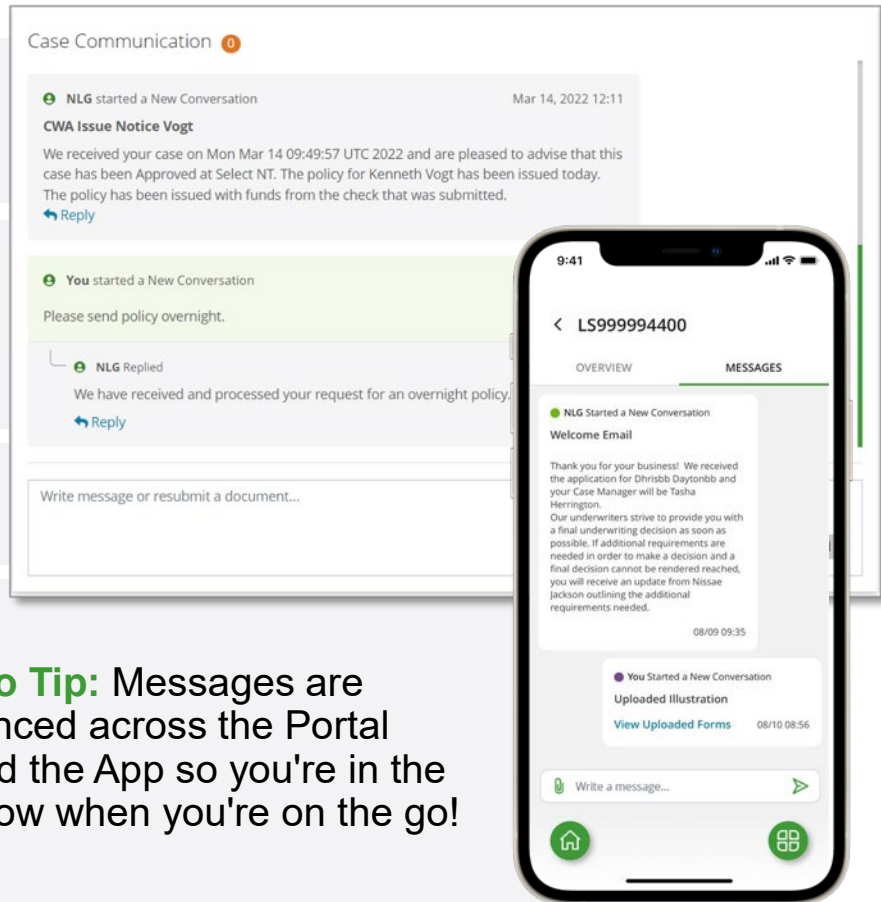 Case Communication 0
NLG started a New Conversation Mar 14, 2022 12:11
CWA Issue Notice Vogt
We received your case on Mon Mar 14 09:49:57 UTC 2022 and are pleased to advise that this
case has been Approved at Select NT. The policy for Kenneth Vogt has been issued today.
The policy has been issued with funds from the check that was submitted.
Reply
You started a New Conversation
Please send policy overnight.
NLG Replied
We have received and processed your request for an overnight policy.
Reply
Write message or resubmit a document...
9:41
LS999994400
OVERVIEW MESSAGES
NLG Started a New Conversation
Welcome Email
Thank you for your business! We received
the application for Dhrisbb Daytonbb and
your Case Manager will be Tasha
Herrington.
Our underwriters strive to provide you with
a final underwriting decision as soon as
possible. If additional requirements are
needed in order to make a decision and a
final decision cannot be rendered reached,
you will receive an update from Nissae
Jackson outlining the additional
requirements needed.
08/09 09:35
You Started a New Conversation
Uploaded Illustration
View Uploaded Forms 08/10 08:56
Write a message...
o Tip: Messages are
nced across the Portal
d the App so you're in the
ow when you're on the go!